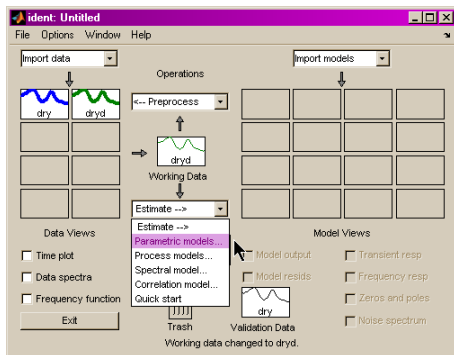 ident: Untitled
File Options Window Help
Import data
Import models
Operations
<-- Preprocess
dry
dryd
dryd
Working Data
Estimate -->
Estimate -->
Parametric models...
Process models...
Spectral model...
Correlation model...
Quick start
Data Views
Model Views
Time plot
Data spectra
Frequency function
Model output
Model resids
Transient resp
Frequency resp
Zeros and poles
Noise spectrum
Exit
Trash
dry
Validation Data
Working data changed to dryd.